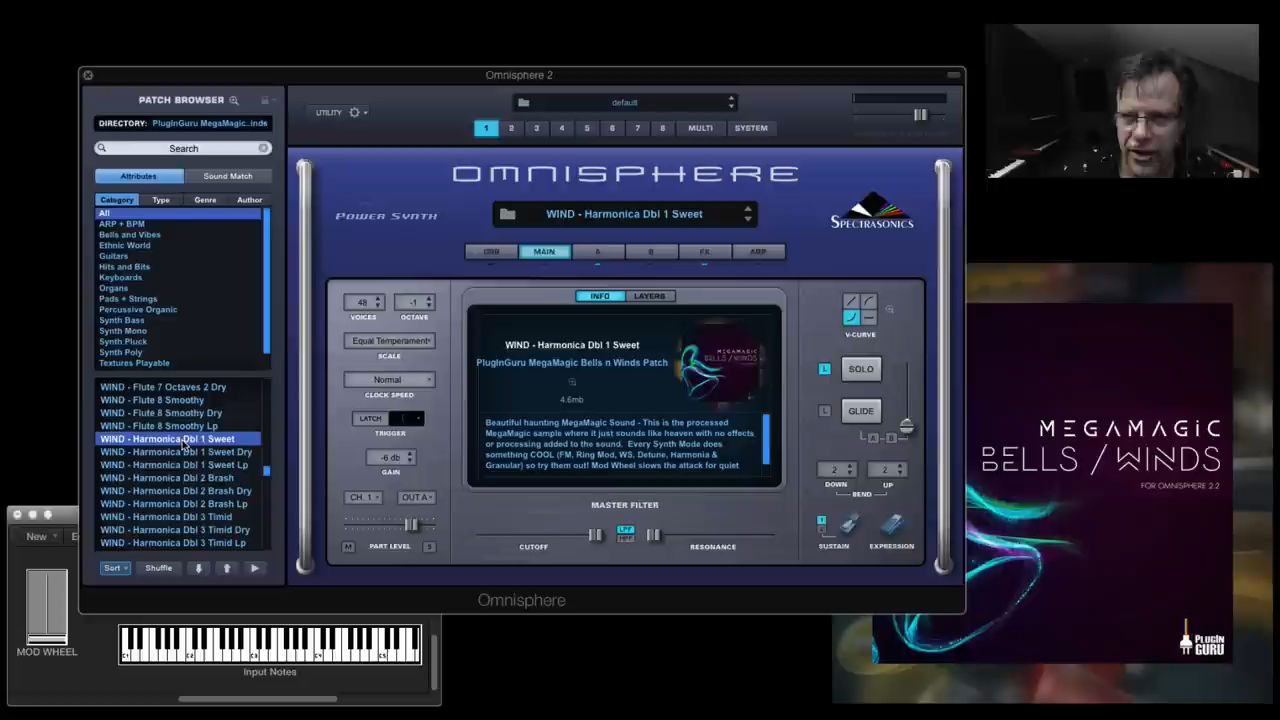 Omnisphere 2
PATCH BROWSER
DIRECTORY: PlugInGuru MegaMagic..inds
Search
Attributes
Sound Match
Category
Type
Genre
Author
All
ARP + BPM
Bells and Vibes
Ethnic World
Guitars
Hits and Bits
Keyboards
Organs
Pads + Strings
Percussive Organic
Synth Bass
Synth Mono
Synth Pluck
Synth Poly
Textures Playable
WIND - Flute 7 Octaves 2 Dry
WIND - Flute 8 Smoothy
WIND - Flute 8 Smoothy Dry
WIND - Flute 8 Smoothy Lp
WIND - Harmonica Dbl 1 Sweet
WIND - Harmonica Dbl 1 Sweet Dry
WIND - Harmonica Dbl 1 Sweet Lp
WIND - Harmonica Dbl 2 Brash
WIND - Harmonica Dbl 2 Brash Dry
WIND - Harmonica Dbl 2 Brash Lp
WIND - Harmonica Dbl 3 Timid
WIND - Harmonica Dbl 3 Timid Dry
WIND - Harmonica Dbl 3 Timid Lp
Sort
Shuffle
UTILITY
default
1 2 3 4 5 6 7 8 MULTI SYSTEM
OMNISPHERE
POWER SYNTH
WIND - Harmonica Dbl 1 Sweet
SPECTRASONICS
MAIN A B FX ARP
48
-1
VOICES
OCTAVE
Equal Temperament
SCALE
Normal
CLOCK SPEED
LATCH
TRIGGER
-6 db
GAIN
CH. 1
OUT A
M PART LEVEL S
INFO
LAYERS
WIND - Harmonica Dbl 1 Sweet
PlugInGuru MegaMagic Bells n Winds Patch
4.6mb
Beautiful haunting MegaMagic Sound - This is the processed
MegaMagic sample where it just sounds like heaven with no effects
or processing added to the sound. Every Synth Mode does
something COOL (FM, Ring Mod, WS, Detune, Harmonia &
Granular) so try them out! Mod Wheel slows the attack for quiet
MEGAMAGIC
BELLS/WINDS
MASTER FILTER
CUTOFF
LPF
HPF
RESONANCE
V-CURVE
L
SOLO
L
GLIDE
A B
2
2
DOWN
UP
BEND
SUSTAIN
EXPRESSION
Omnisphere
New
MOD WHEEL
C1 C2 C3 C4 C5
Input Notes
MEGAMAGIC
BELLS/WINDS
FOR OMNISPHERE 2.2
PLUGIN
GURU